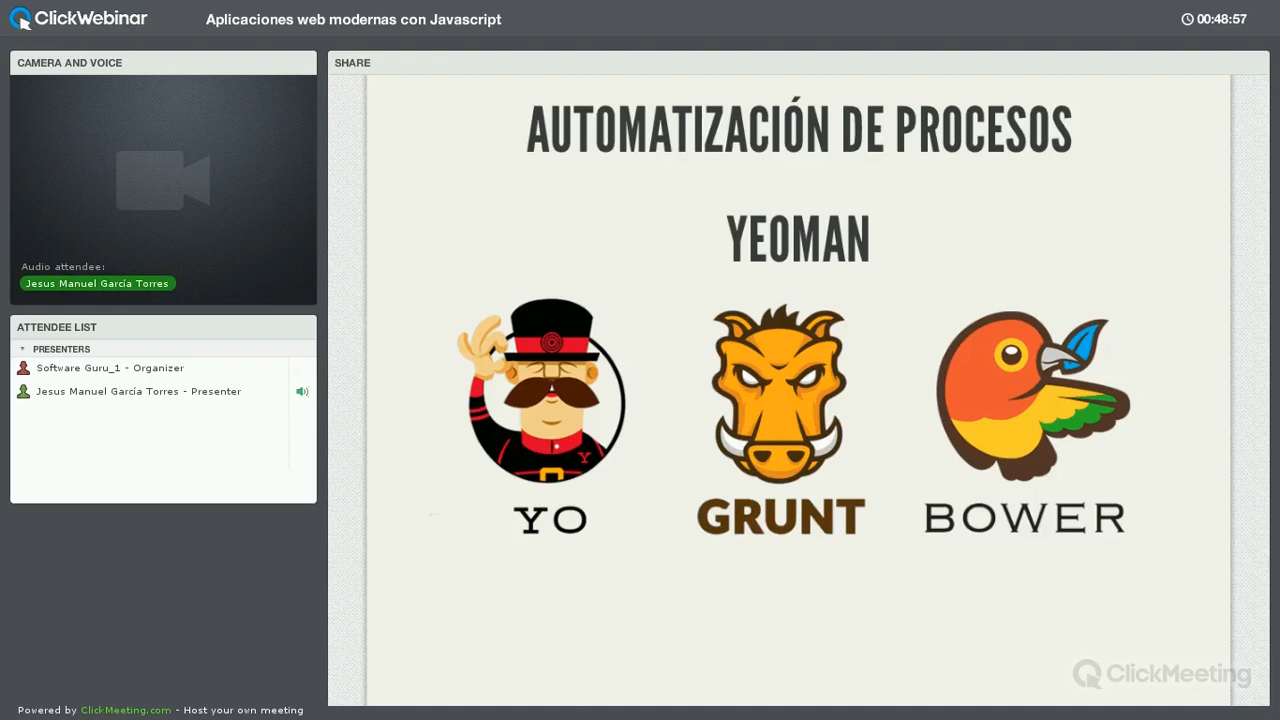 ClickWebinar
Aplicaciones web modernas con Javascript
00:48:57
CAMERA AND VOICE
Audio attendee:
Jesus Manuel García Torres
ATTENDEE LIST
PRESENTERS
Software Guru_1 - Organizer
Jesus Manuel García Torres - Presenter
Powered by ClickMeeting.com - Host your own meeting
SHARE
AUTOMATIZACIÓN DE PROCESOS
YEOMAN
Y
YO
GRUNT
BOWER
ClickMeeting